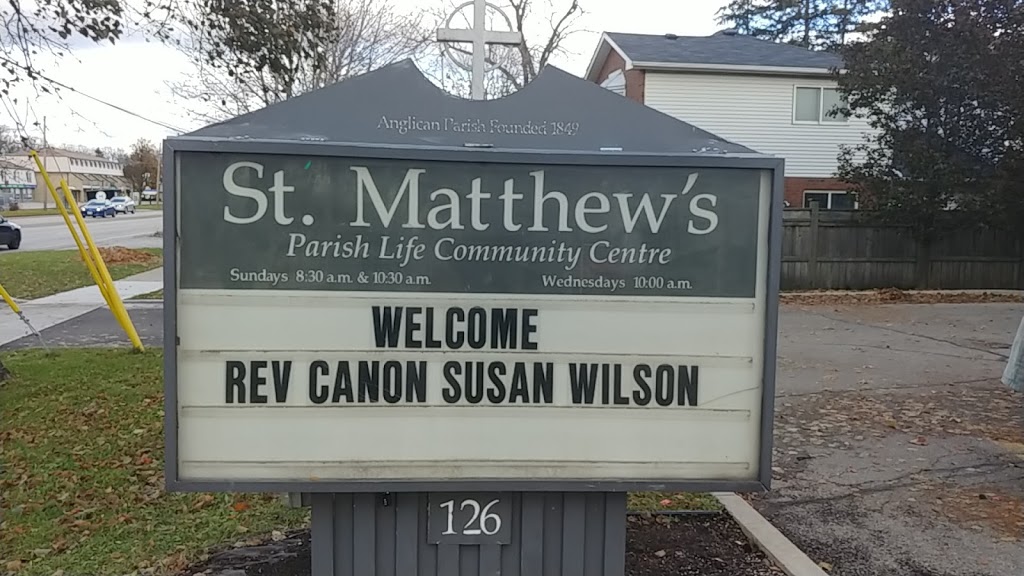 Anglican Parish Founded 1849
St. Matthew's
Parish Life Community Centre
Sundays 8:30 a.m. & 10:30 a.m. Wednesdays 10:00 a.m.
WELCOME
REV CANON SUSAN WILSON
126